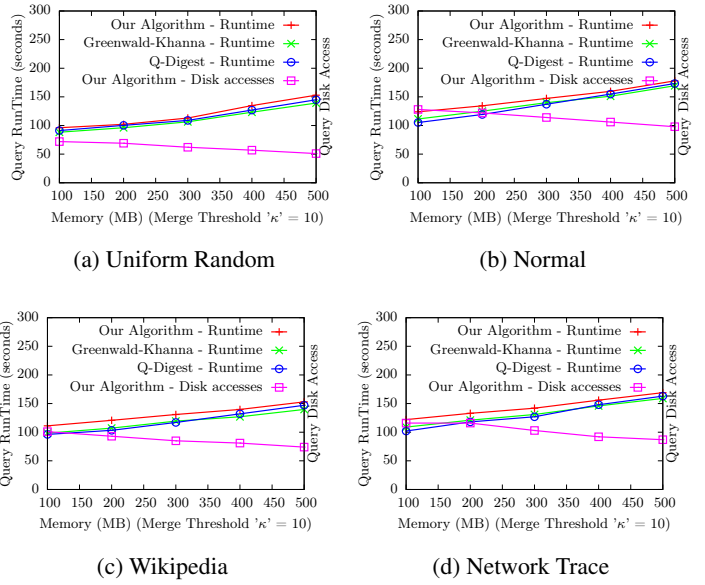 300
250
200
150
100
50
0
100 150 200 250 300 350 400 450 500
Query RunTime (seconds)
Query Disk Access
Memory (MB) (Merge Threshold 'κ' = 10)
Our Algorithm - Runtime
Greenwald-Khanna - Runtime
Q-Digest - Runtime
Our Algorithm - Disk accesses
(a) Uniform Random
300
250
200
150
100
50
0
100 150 200 250 300 350 400 450 500
Query RunTime (seconds)
Query Disk Access
Memory (MB) (Merge Threshold 'κ' = 10)
Our Algorithm - Runtime
Greenwald-Khanna - Runtime
Q-Digest - Runtime
Our Algorithm - Disk accesses
(b) Normal
300
250
200
150
100
50
0
100 150 200 250 300 350 400 450 500
Query RunTime (seconds)
Query Disk Access
Memory (MB) (Merge Threshold 'κ' = 10)
Our Algorithm - Runtime
Greenwald-Khanna - Runtime
Q-Digest - Runtime
Our Algorithm - Disk accesses
(c) Wikipedia
300
250
200
150
100
50
0
100 150 200 250 300 350 400 450 500
Query RunTime (seconds)
Query Disk Access
Memory (MB) (Merge Threshold 'κ' = 10)
Our Algorithm - Runtime
Greenwald-Khanna - Runtime
Q-Digest - Runtime
Our Algorithm - Disk accesses
(d) Network Trace